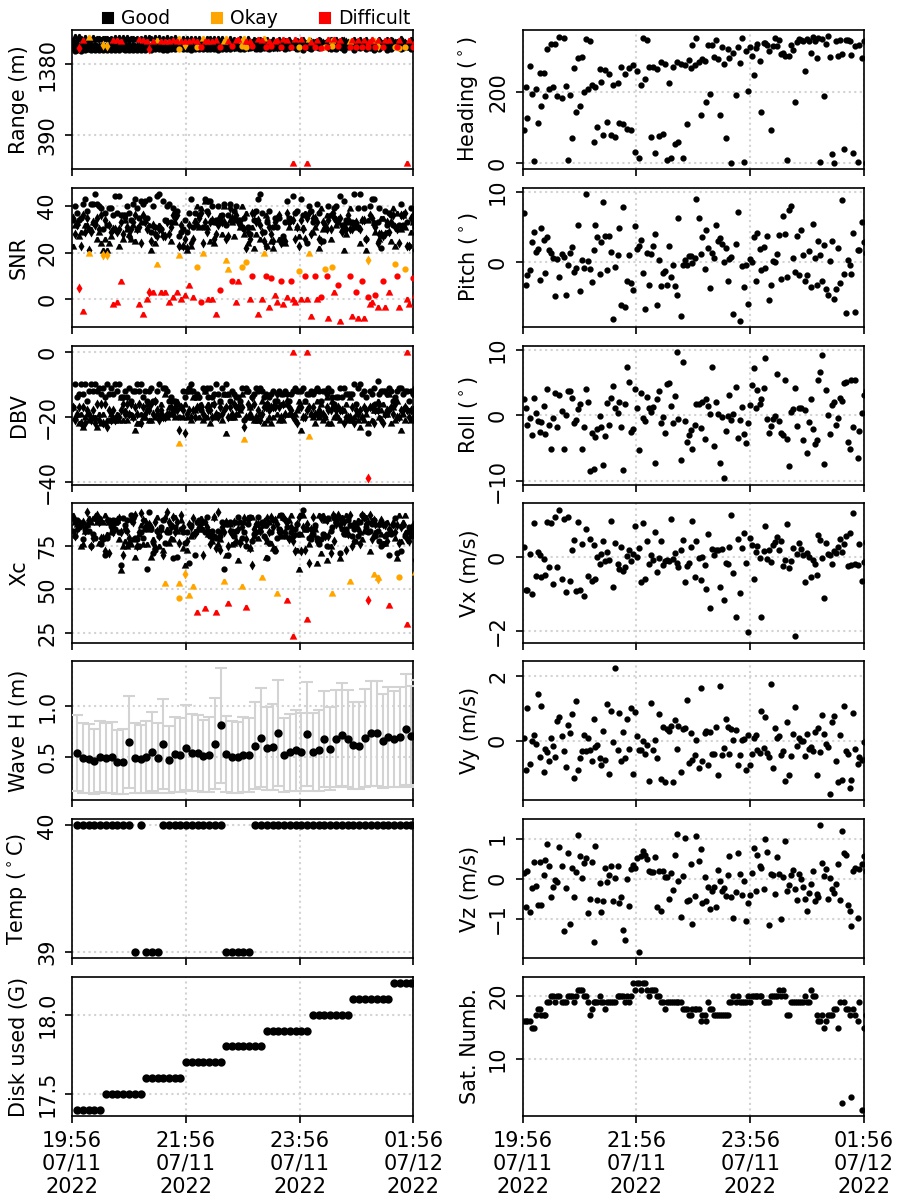 Good Okay Difficult
Range (m)
1380
390
Heading (°)
200
0
SNR
40
20
0
Pitch (°)
10
0
DBV
0
−20
−40
Roll (°)
10
0
−10
Xc
75
50
25
Vx (m/s)
0
−2
Wave H (m)
1.0
0.5
Vy (m/s)
2
0
Temp (°C)
40
39
Vz (m/s)
1
0
−1
Disk used (G)
18.0
17.5
Sat. Numb.
20
10
19:56 21:56 23:56 01:56
07/11 07/11 07/11 07/12
2022 2022 2022 2022
19:56 21:56 23:56 01:56
07/11 07/11 07/11 07/12
2022 2022 2022 2022